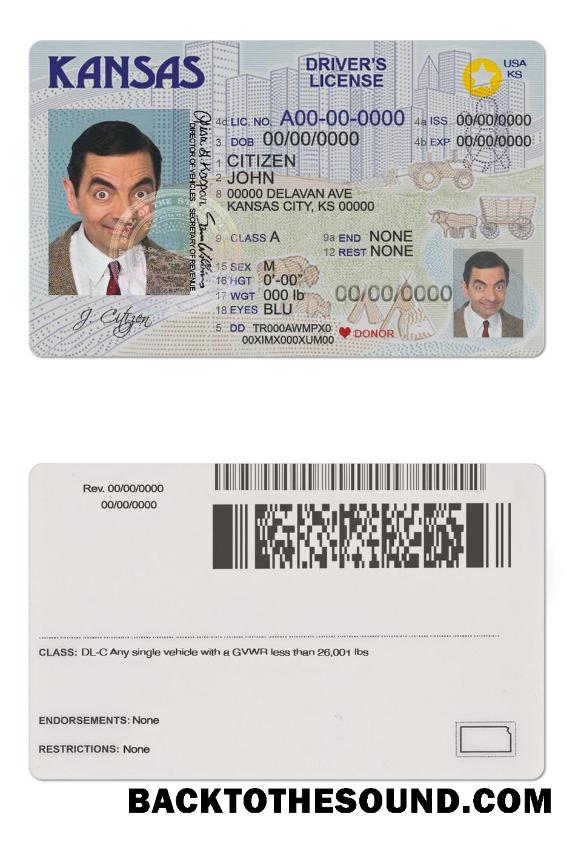 KANSAS
DRIVER'S
LICENSE
USA
KS
4d LIC. NO. A00-00-0000
4a ISS 00/00/0000
3 DOB 00/00/0000
4b EXP 00/00/0000
1 CITIZEN
2 JOHN
8 00000 DELAVAN AVE
KANSAS CITY, KS 00000
DIRECTOR OF VEHICLES SECRETARY OF REVENUE
9 CLASS A
9a END NONE
12 REST NONE
15 SEX M
16 HGT 0'-00"
17 WGT 000 lb
00/00/0000
18 EYES BLU
5 DD TR000AWMPX0
00XIMX000XUM00
DONOR
J. Citizen
Rev. 00/00/0000
00/00/0000
CLASS: DL-C Any single vehicle with a GVWR less than 26,001 lbs
ENDORSEMENTS: None
RESTRICTIONS: None
BACKTOTHESOUND.COM